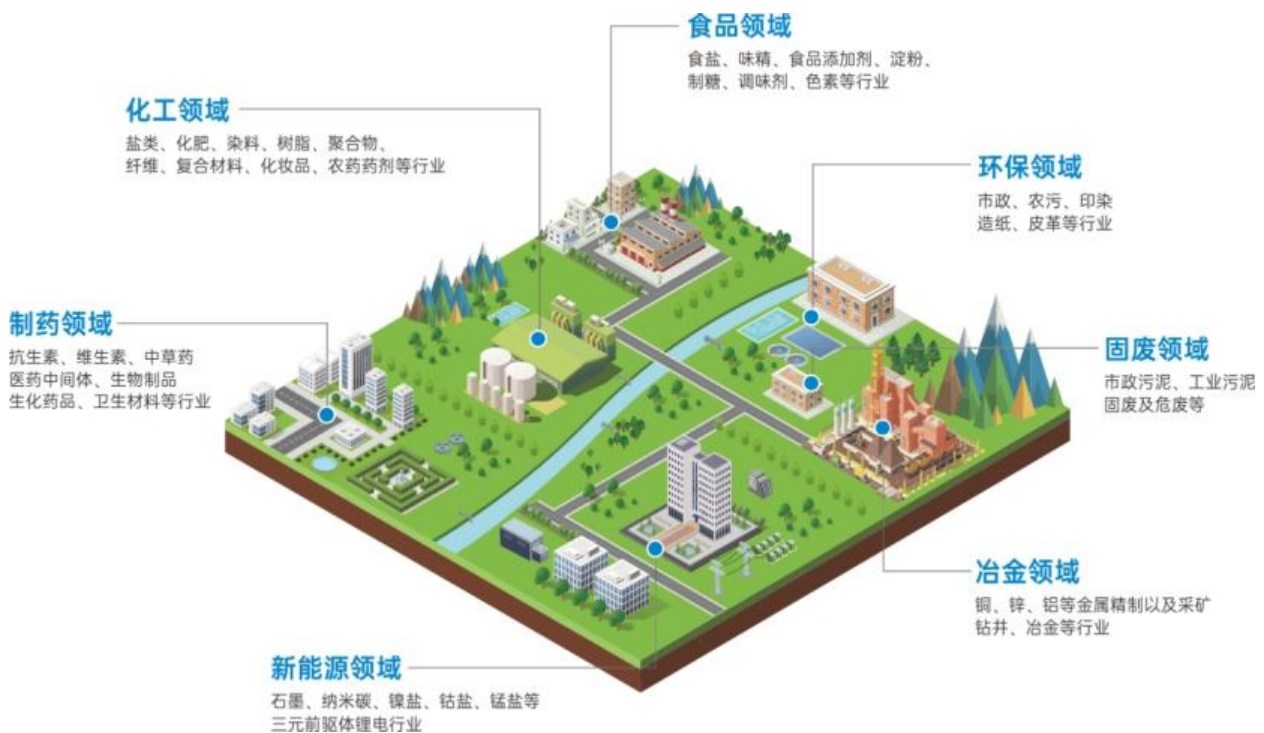 食品领域
食盐、味精、食品添加剂、淀粉、
制糖、调味剂、色素等行业
化工领域
盐类、化肥、染料、树脂、聚合物、
纤维、复合材料、化妆品、农药药剂等行业
环保领域
市政、农污、印染
造纸、皮革等行业
制药领域
抗生素、维生素、中草药
医药中间体、生物制品
生化药品、卫生材料等行业
固废领域
市政污泥、工业污泥
固废及危废等
冶金领域
铜、锌、铝等金属精制以及采矿
钻井、冶金等行业
新能源领域
石墨、纳米碳、镍盐、钴盐、锰盐等
三元前驱体锂电行业